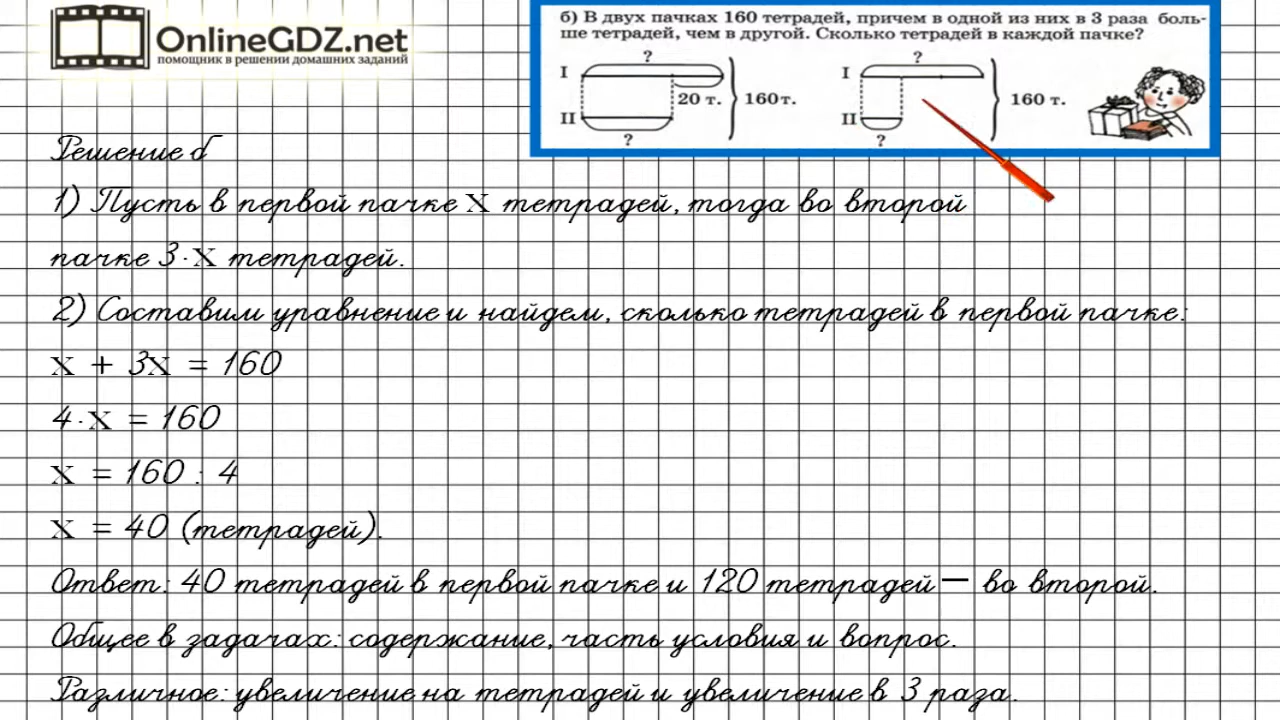 OnlineGDZ.net
помощник в решении домашних заданий
б) В двух пачках 160 тетрадей, причем в одной из них в 3 раза боль-
ше тетрадей, чем в другой. Сколько тетрадей в каждой пачке?
I ? 20 т. 160т.
II ?
I ? 160 т.
II ?
Решение б
1) Пусть в первой пачке х тетрадей, тогда во второй
пачке 3·х тетрадей.
2) Составим уравнение и найдем, сколько тетрадей в первой пачке:
х + 3х = 160
4·х = 160
х = 160 : 4
х = 40 (тетрадей).
Ответ: 40 тетрадей в первой пачке и 120 тетрадей — во второй.
Общее в задачах: содержание, часть условия и вопрос.
Различное: увеличение на тетрадей и увеличение в 3 раза.